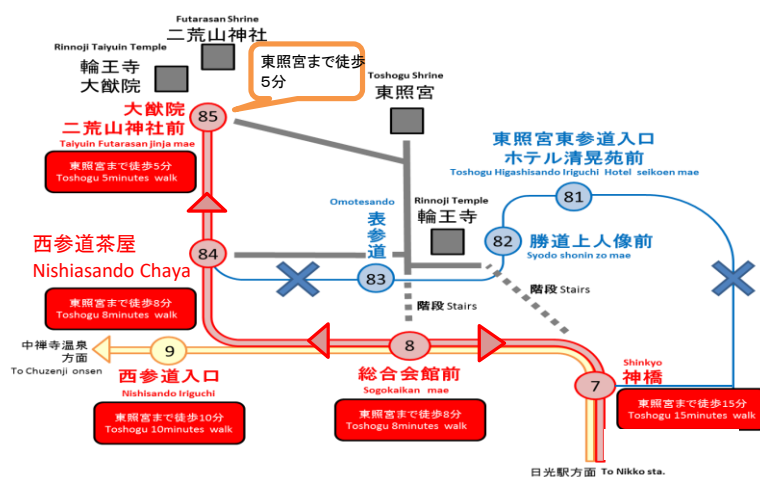 Futarasan Shrine
二荒山神社
Rinnoji Taiyuin Temple
輪王寺
大猷院
東照宮まで徒歩
5分
Toshogu Shrine
東照宮
大猷院
二荒山神社前
Taiyuin Futarasan jinja mae
85
東照宮まで徒歩5分
Toshogu 5minutes walk
東照宮東参道入口
ホテル清晃苑前
Toshogu Higashisando Iriguchi Hotel seikoen mae
81
Omotesando
表参道
83
Rinnoji Temple
輪王寺
82
勝道上人像前
Syodo shonin zo mae
西参道茶屋
Nishiasando Chaya
84
東照宮まで徒歩8分
Toshogu 8minutes walk
階段 Stairs
階段 Stairs
中禅寺温泉
方面
To Chuzenji onsen
9
西参道入口
Nishisando Iriguchi
東照宮まで徒歩10分
Toshogu 10minutes walk
8
総合会館前
Sogokaikan mae
東照宮まで徒歩8分
Toshogu 8minutes walk
7
Shinkyo
神橋
東照宮まで徒歩15分
Toshogu 15minutes walk
日光駅方面 To Nikko sta.